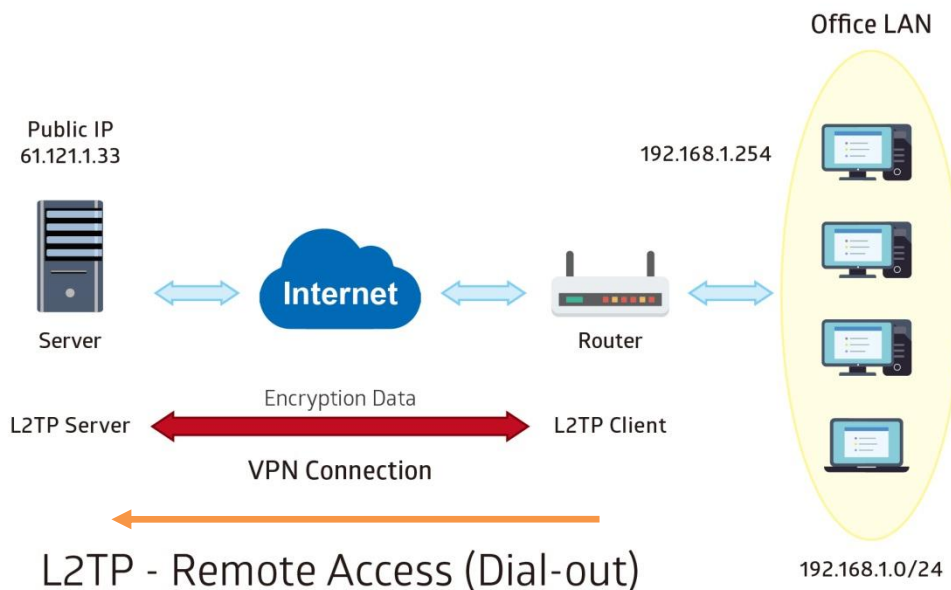 Office LAN
Public IP
61.121.1.33
192.168.1.254
Internet
Server
Router
Encryption Data
L2TP Server
L2TP Client
VPN Connection
L2TP - Remote Access (Dial-out)
192.168.1.0/24